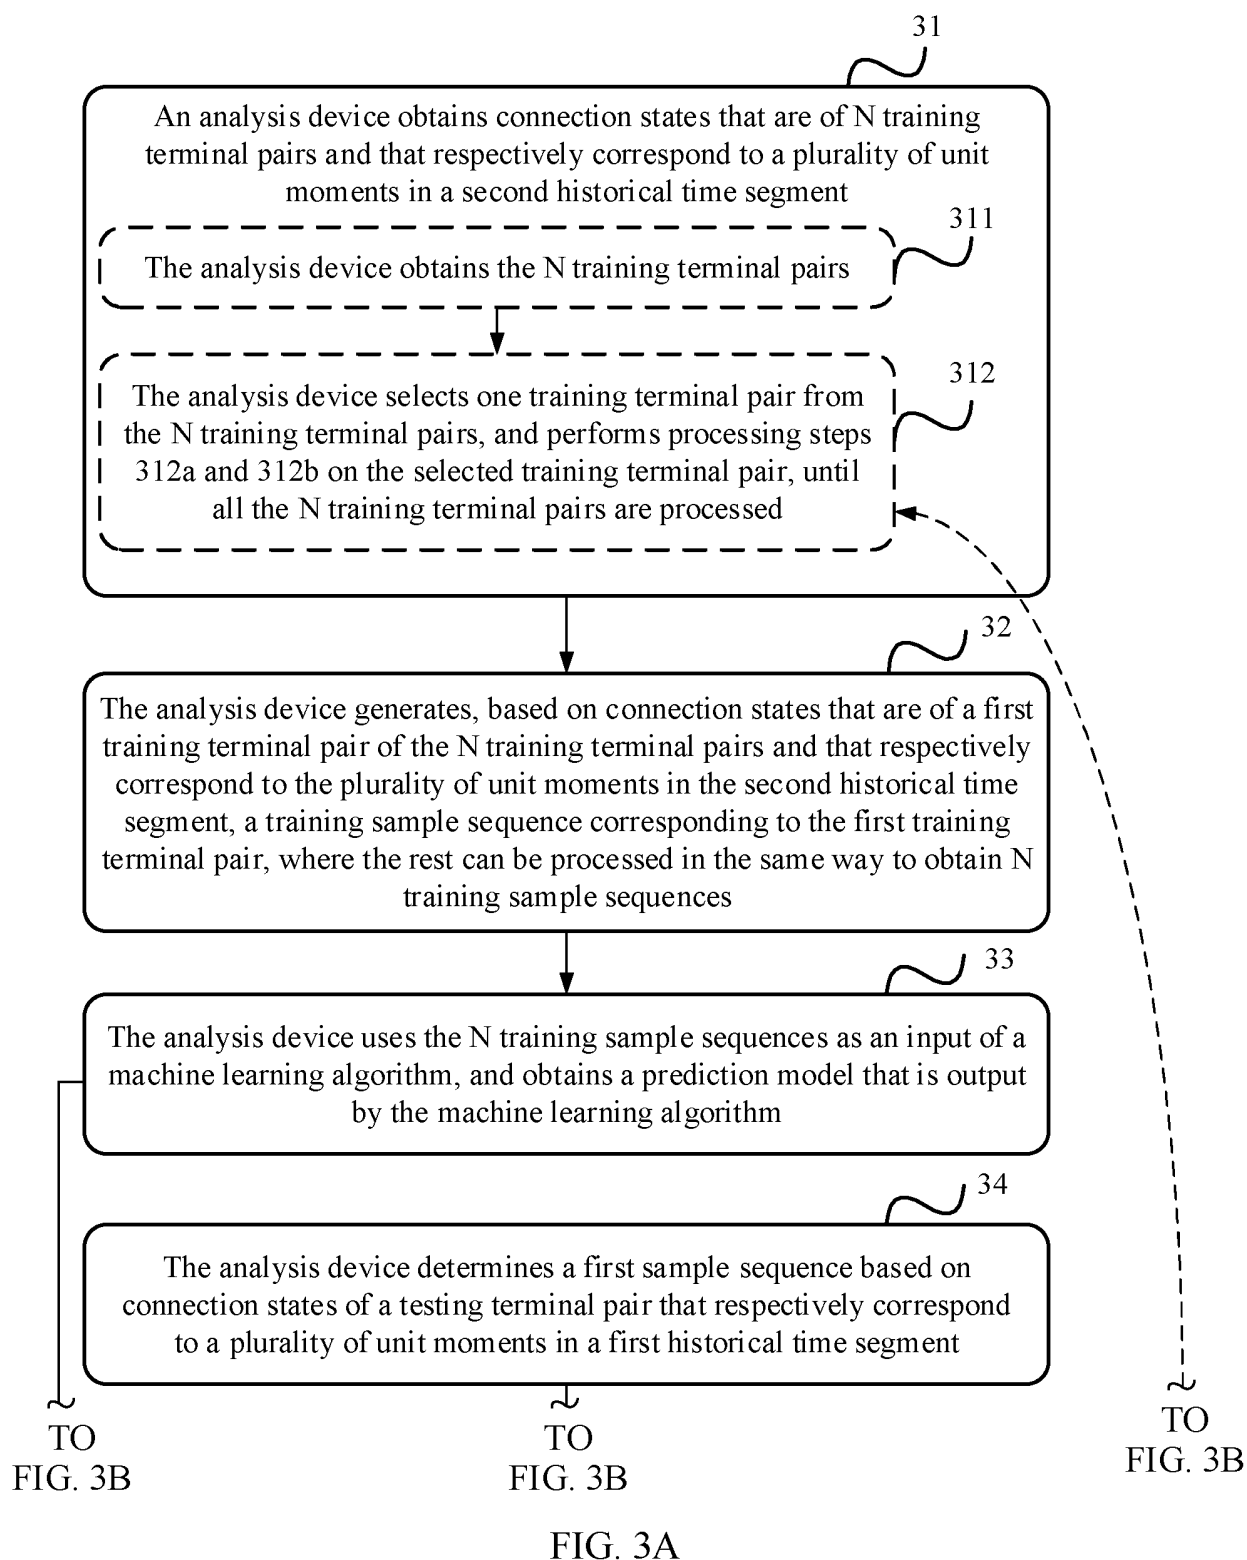 31
An analysis device obtains connection states that are of N training
terminal pairs and that respectively correspond to a plurality of unit
moments in a second historical time segment
311
The analysis device obtains the N training terminal pairs
312
The analysis device selects one training terminal pair from
the N training terminal pairs, and performs processing steps
312a and 312b on the selected training terminal pair, until
all the N training terminal pairs are processed
32
The analysis device generates, based on connection states that are of a first
training terminal pair of the N training terminal pairs and that respectively
correspond to the plurality of unit moments in the second historical time
segment, a training sample sequence corresponding to the first training
terminal pair, where the rest can be processed in the same way to obtain N
training sample sequences
33
The analysis device uses the N training sample sequences as an input of a
machine learning algorithm, and obtains a prediction model that is output
by the machine learning algorithm
34
The analysis device determines a first sample sequence based on
connection states of a testing terminal pair that respectively correspond
to a plurality of unit moments in a first historical time segment
TO
FIG. 3B
TO
FIG. 3B
TO
FIG. 3B
FIG. 3A